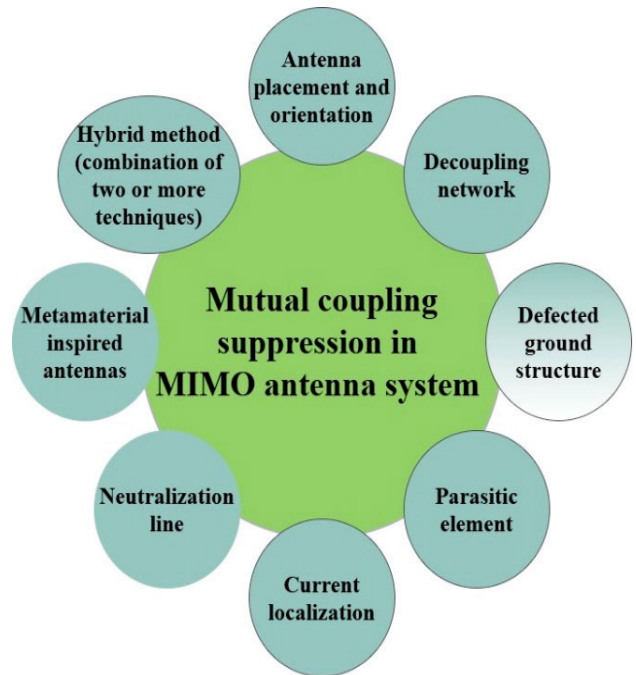 Antenna
placement and
orientation
Hybrid method
(combination of
two or more
techniques)
Decoupling
network
Metamaterial
inspired
antennas
Mutual coupling
suppression in
MIMO antenna system
Defected
ground
structure
Neutralization
line
Parasitic
element
Current
localization